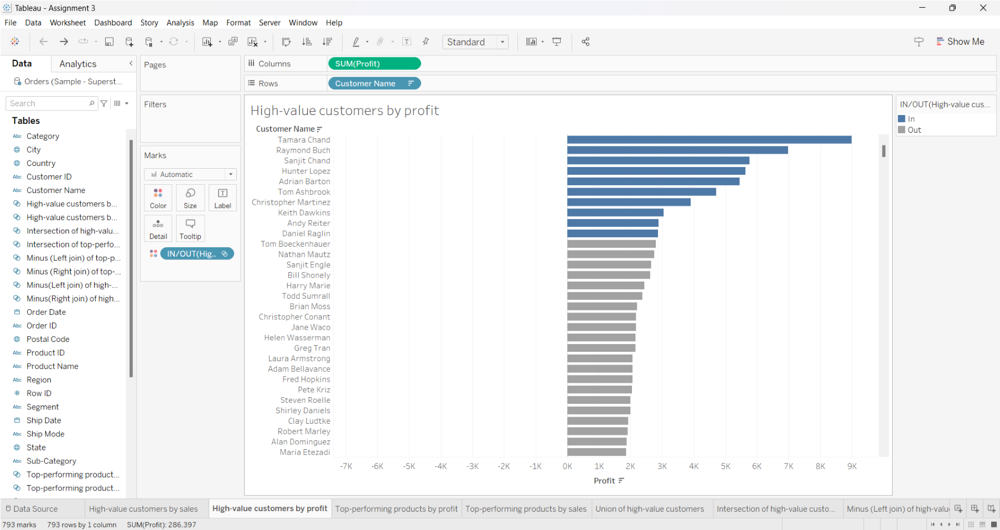 Tableau - Assignment 3
File Data Worksheet Dashboard Story Analysis Map Format Server Window Help
Standard
Show Me
Data
Analytics
Orders (Sample - Superst...
Search
Tables
Abc Category
City
Country
Abc Customer ID
Abc Customer Name
High-value customers b...
High-value customers b...
Intersection of high-valu...
Intersection of top-perfo...
Minus (Left join) of top-p...
Minus (Right join) of top-...
Minus(Left join) of high-...
Minus(Right join) of high...
Order Date
Abc Order ID
Postal Code
Abc Product ID
Abc Product Name
Abc Region
# Row ID
Abc Segment
Ship Date
Abc Ship Mode
State
Abc Sub-Category
Top-performing product...
Top-performing product...
Pages
Filters
Marks
Automatic
Color
Size
Label
Detail
Tooltip
IN/OUT(Hig..
Columns
SUM(Profit)
Rows
Customer Name
High-value customers by profit
Customer Name
Tamara Chand
Raymond Buch
Sanjit Chand
Hunter Lopez
Adrian Barton
Tom Ashbrook
Christopher Martinez
Keith Dawkins
Andy Reiter
Daniel Raglin
Tom Boeckenhauer
Nathan Mautz
Sanjit Engle
Bill Shonely
Harry Marie
Todd Sumrall
Brian Moss
Christopher Conant
Jane Waco
Helen Wasserman
Greg Tran
Laura Armstrong
Adam Bellavance
Fred Hopkins
Pete Kriz
Steven Roelle
Shirley Daniels
Clay Ludtke
Robert Marley
Alan Dominguez
Maria Etezadi
-7K -6K -5K -4K -3K -2K -1K 0K 1K 2K 3K 4K 5K 6K 7K 8K 9K
Profit
IN/OUT(High-value cus...
In
Out
Data Source
High-value customers by sales
High-value customers by profit
Top-performing products by profit
Top-performing products by sales
Union of high-value customers
Intersection of high-value custo...
Minus (Left join) of high-valu
793 marks 793 rows by 1 column SUM(Profit): 286,397